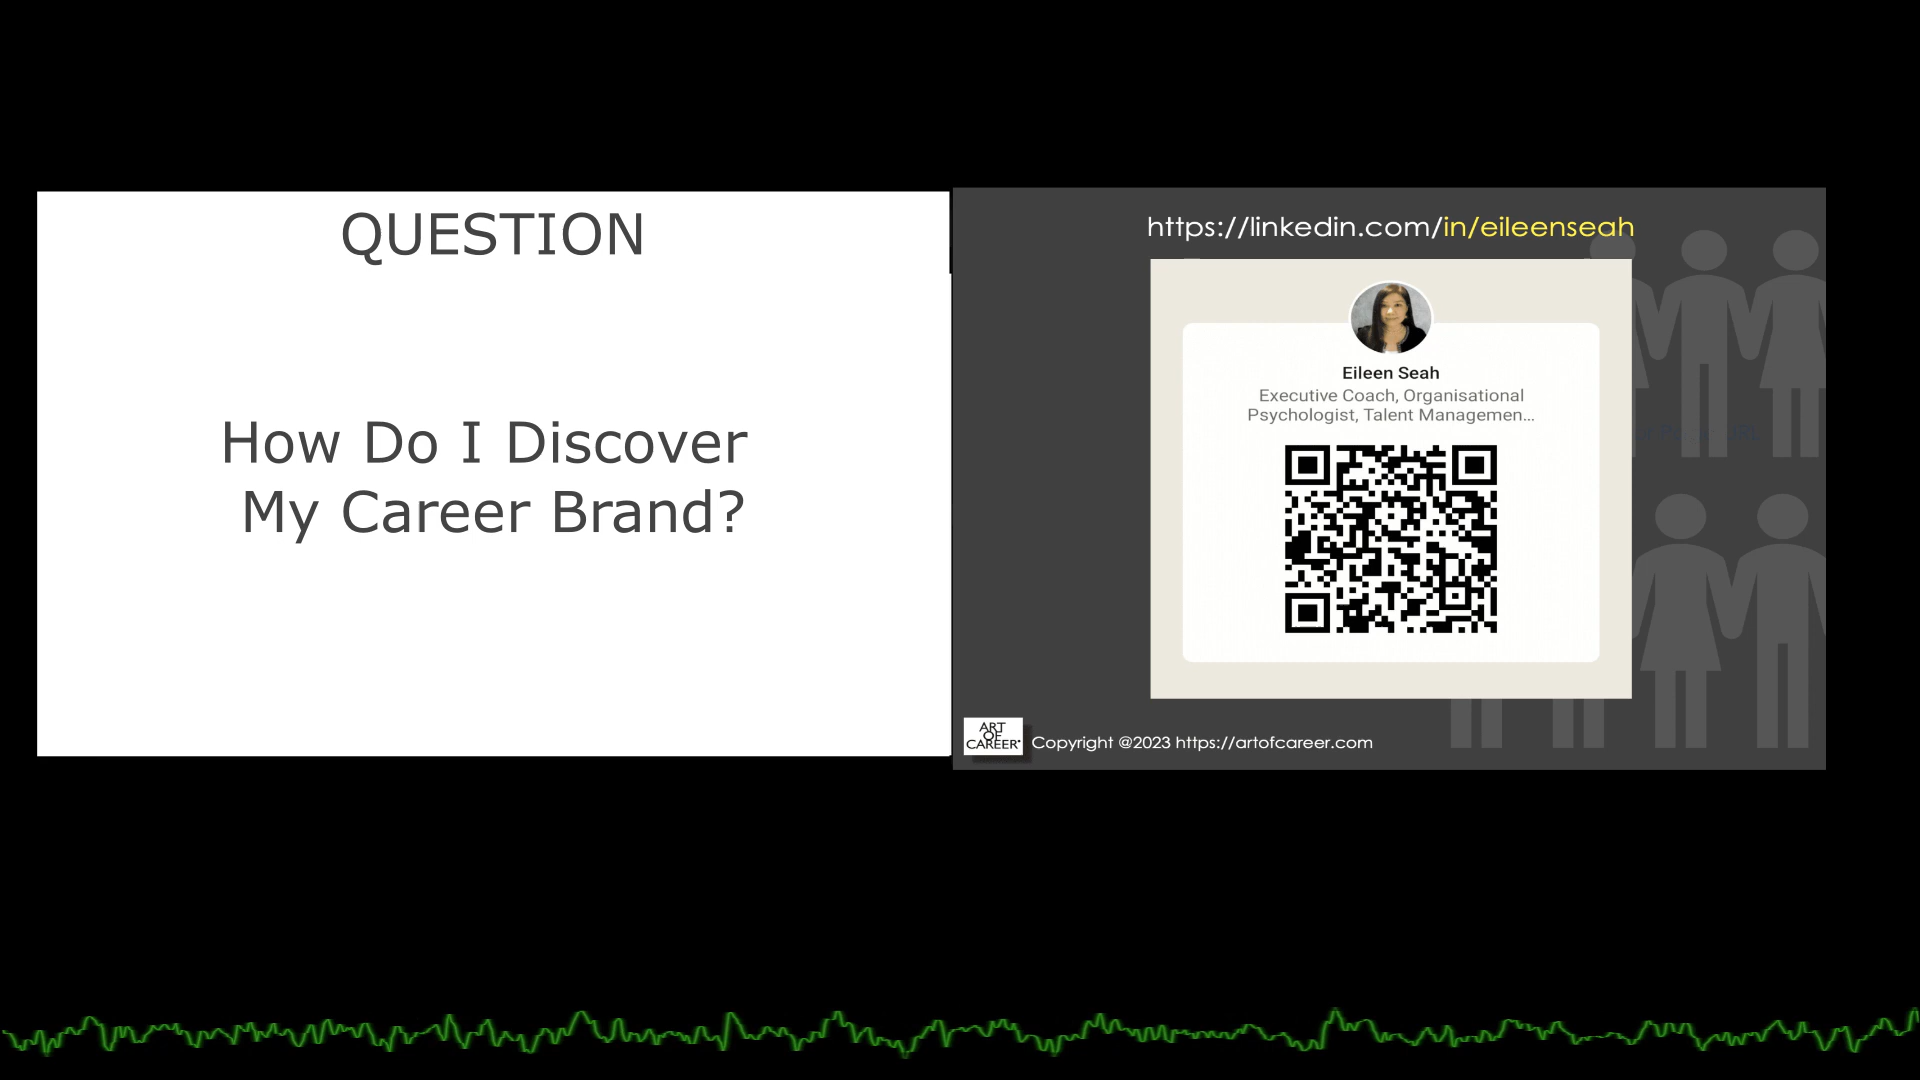 QUESTION
How Do I Discover
My Career Brand?
https://linkedin.com/in/eileenseah
Eileen Seah
Executive Coach, Organisational
Psychologist, Talent Managemen...
ART
OF
CAREER
Copyright @2023 https://artofcareer.com